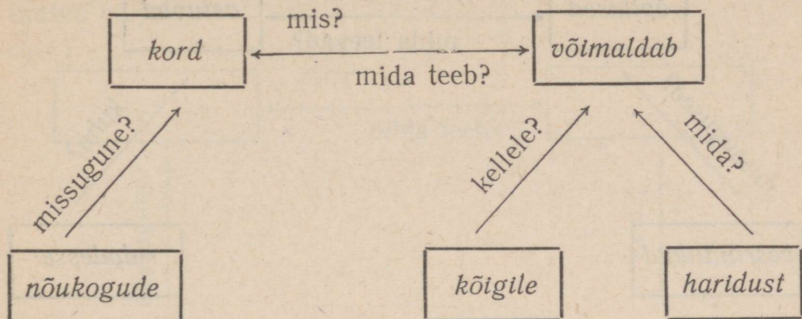 mis?
kord
võimaldab
mida teeb?
missugune?
kellele?
mida?
nõukogude
kõigile
haridust